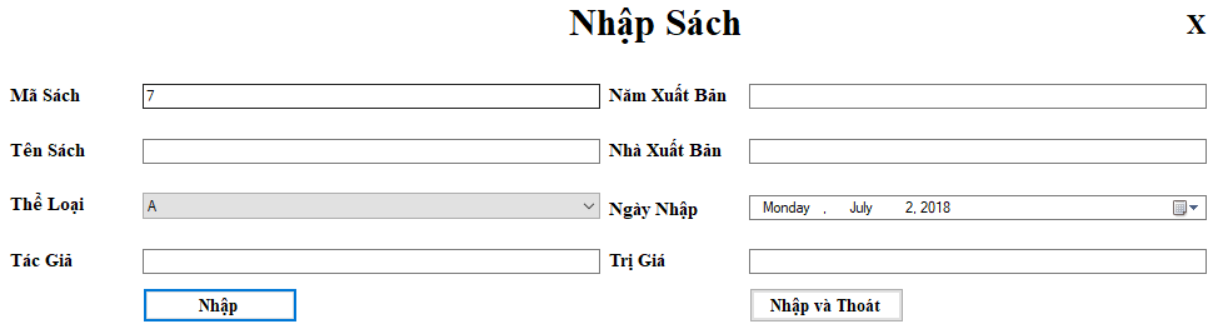 Nhập Sách
X
Mã Sách 7 Năm Xuất Bản
Tên Sách Nhà Xuất Bản
Thể Loại A Ngày Nhập Monday , July 2, 2018
Tác Giả Trị Giá
Nhập Nhập và Thoát